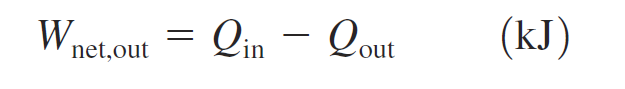 W_net,out = Q_in − Q_out (kJ)